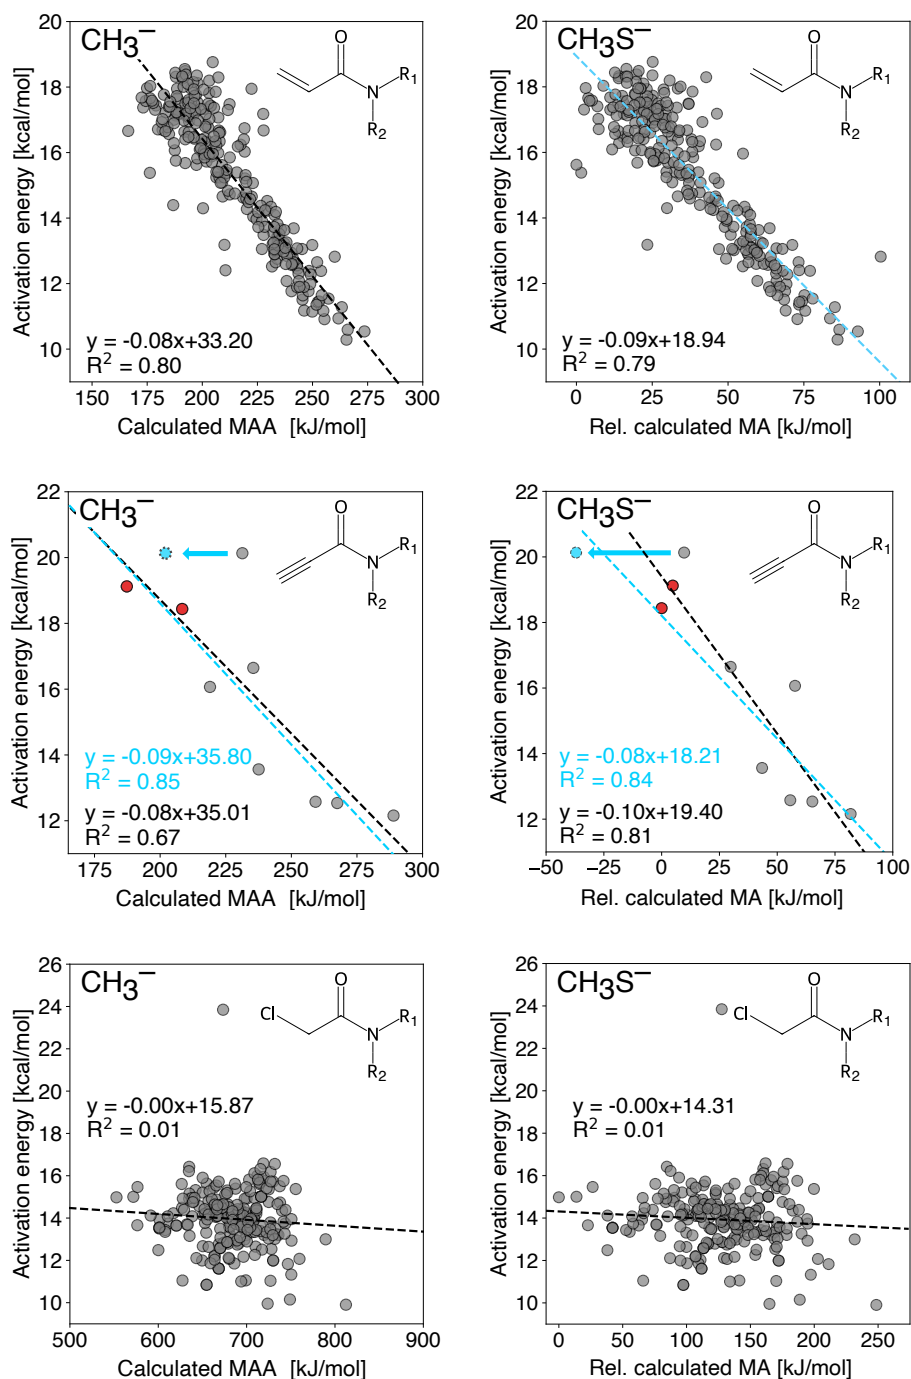 CH3−
O
N
R1
R2
y = -0.08x+33.20
R2 = 0.80
20
18
16
14
12
10
150 175 200 225 250 275 300
Activation energy [kcal/mol]
Calculated MAA [kJ/mol]
CH3S−
O
N
R1
R2
y = -0.09x+18.94
R2 = 0.79
20
18
16
14
12
10
0 25 50 75 100
Activation energy [kcal/mol]
Rel. calculated MA [kJ/mol]
CH3−
O
N
R1
R2
y = -0.09x+35.80
R2 = 0.85
y = -0.08x+35.01
R2 = 0.67
22
20
18
16
14
12
175 200 225 250 275 300
Activation energy [kcal/mol]
Calculated MAA [kJ/mol]
CH3S−
O
N
R1
R2
y = -0.08x+18.21
R2 = 0.84
y = -0.10x+19.40
R2 = 0.81
22
20
18
16
14
12
−50 −25 0 25 50 75 100
Activation energy [kcal/mol]
Rel. calculated MA [kJ/mol]
CH3−
O
Cl
N
R1
R2
y = -0.00x+15.87
R2 = 0.01
26
24
22
20
18
16
14
12
10
500 600 700 800 900
Activation energy [kcal/mol]
Calculated MAA [kJ/mol]
CH3S−
O
Cl
N
R1
R2
y = -0.00x+14.31
R2 = 0.01
26
24
22
20
18
16
14
12
10
0 50 100 150 200 250
Activation energy [kcal/mol]
Rel. calculated MA [kJ/mol]